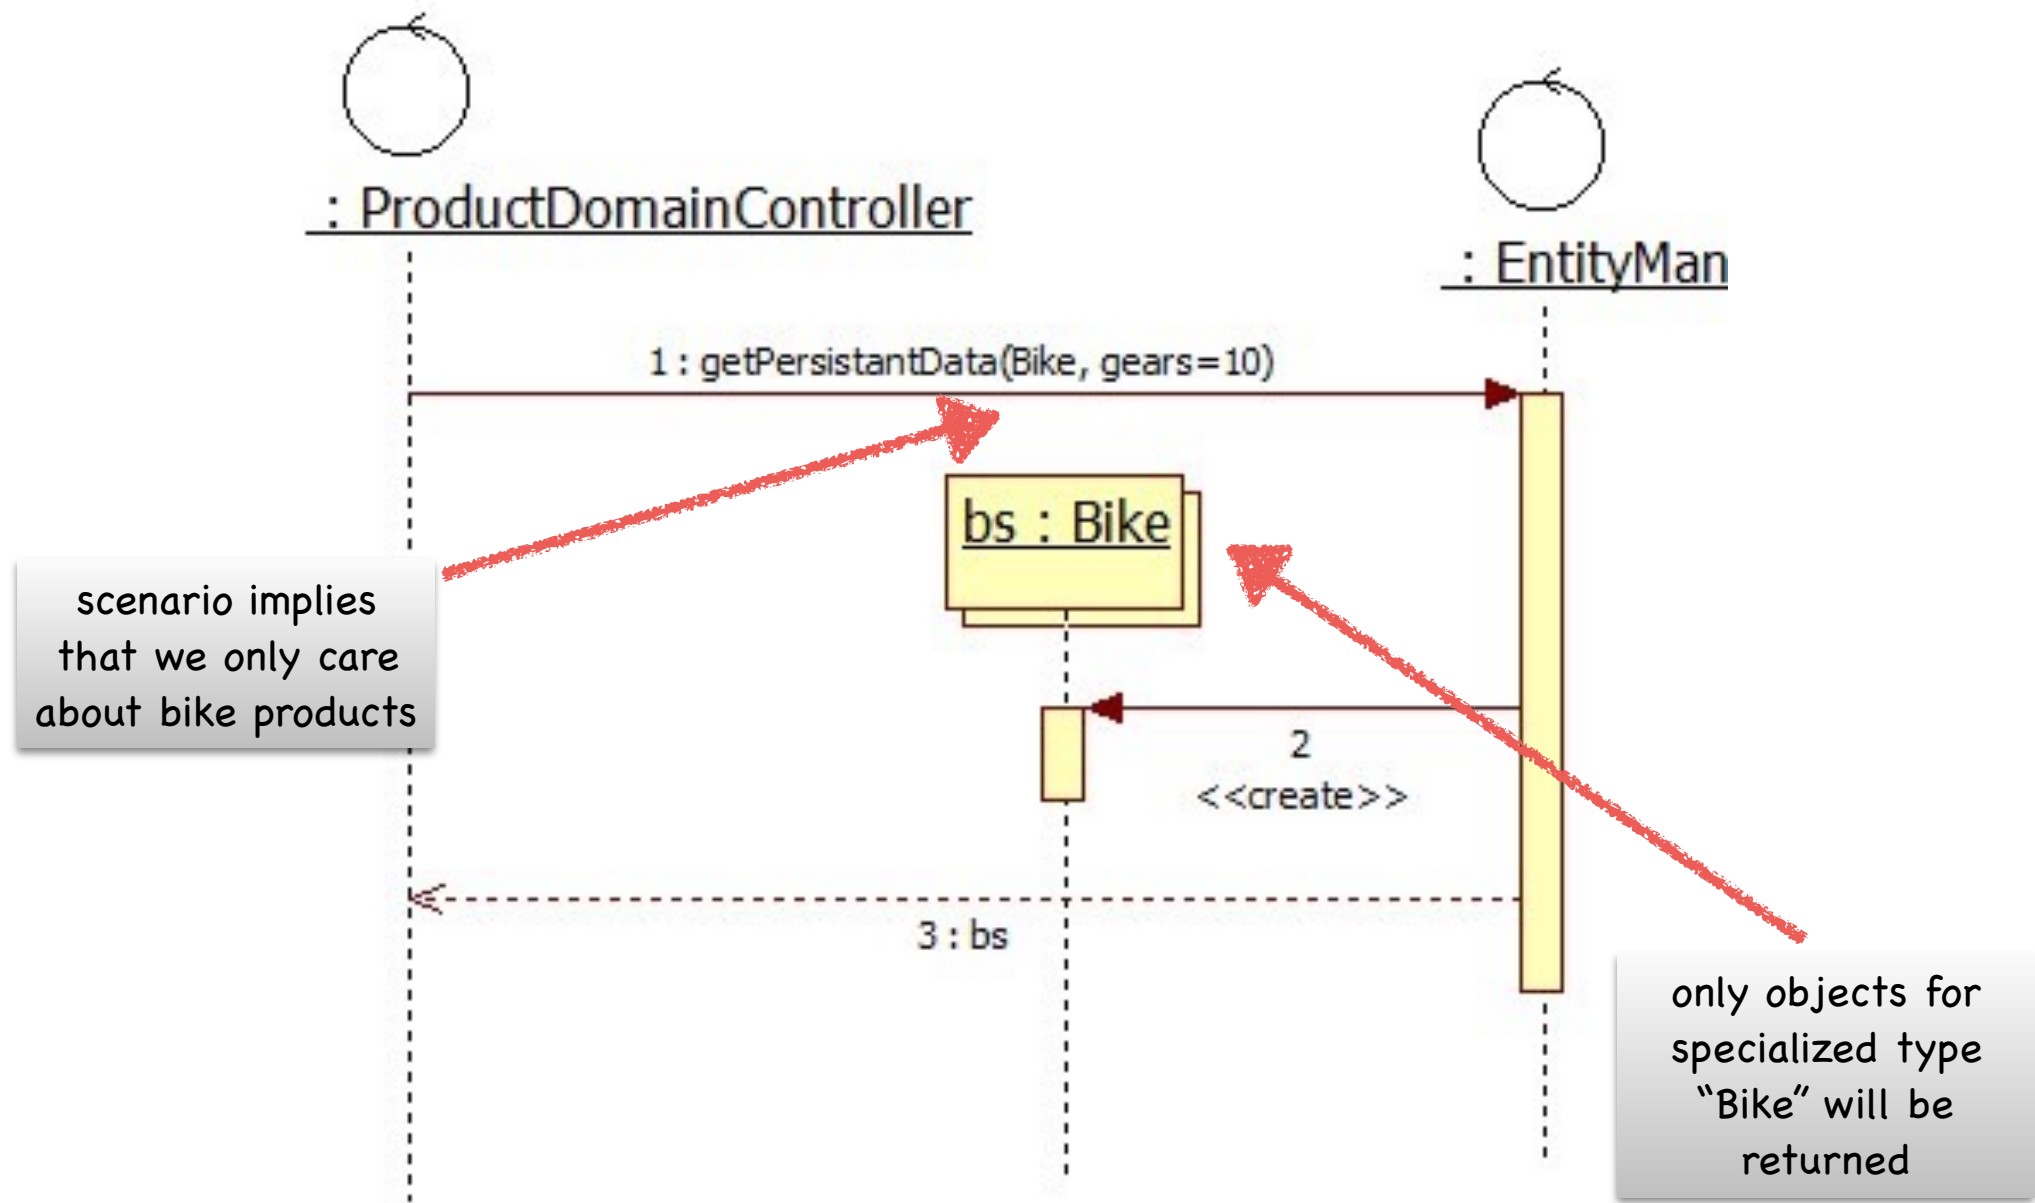 : ProductDomainController
: EntityMan
1 : getPersistantData(Bike, gears=10)
bs : Bike
scenario implies
that we only care
about bike products
2
<<create>>
3 : bs
only objects for
specialized type
“Bike” will be
returned